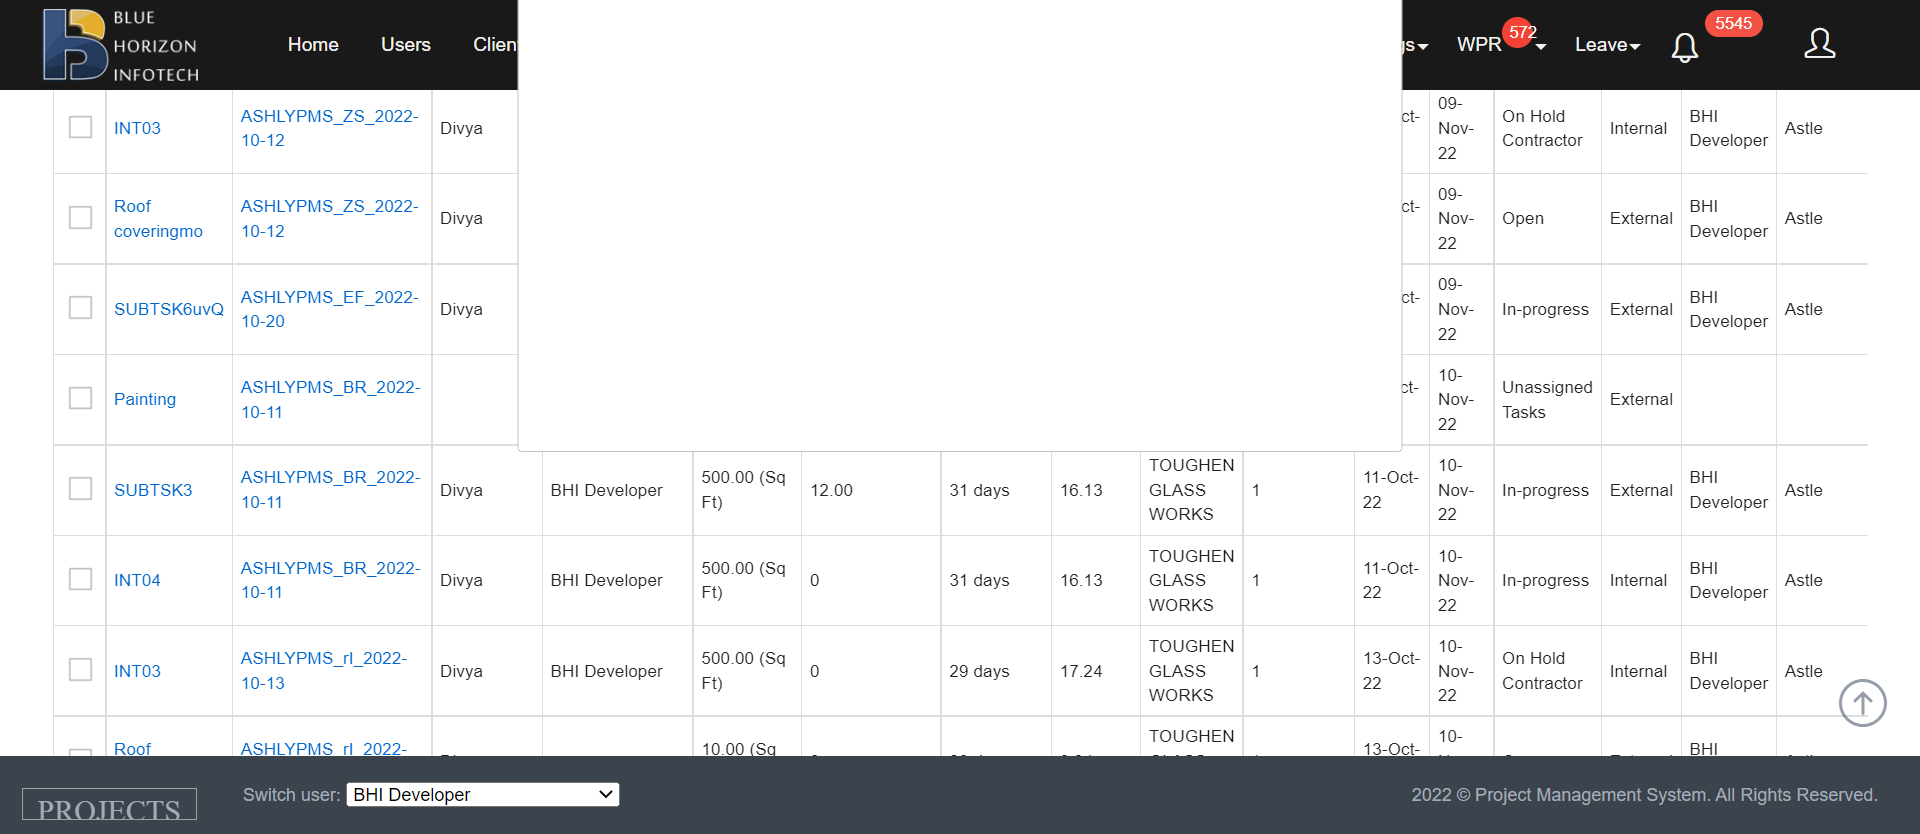 BLUE
HORIZON
INFOTECH
Home Users Clien gs WPR 572 Leave 5545
INT03 ASHLYPMS_ZS_2022-10-12 Divya ct- 09-Nov-22 On Hold Contractor Internal BHI Developer Astle
Roof coveringmo ASHLYPMS_ZS_2022-10-12 Divya ct- 09-Nov-22 Open External BHI Developer Astle
SUBTSK6uvQ ASHLYPMS_EF_2022-10-20 Divya ct- 09-Nov-22 In-progress External BHI Developer Astle
Painting ASHLYPMS_BR_2022-10-11 ct- 10-Nov-22 Unassigned Tasks External
SUBTSK3 ASHLYPMS_BR_2022-10-11 Divya BHI Developer 500.00 (Sq Ft) 12.00 31 days 16.13 TOUGHEN GLASS WORKS 1 11-Oct-22 10-Nov-22 In-progress External BHI Developer Astle
INT04 ASHLYPMS_BR_2022-10-11 Divya BHI Developer 500.00 (Sq Ft) 0 31 days 16.13 TOUGHEN GLASS WORKS 1 11-Oct-22 10-Nov-22 In-progress Internal BHI Developer Astle
INT03 ASHLYPMS_rI_2022-10-13 Divya BHI Developer 500.00 (Sq Ft) 0 29 days 17.24 TOUGHEN GLASS WORKS 1 13-Oct-22 10-Nov-22 On Hold Contractor Internal BHI Developer Astle
Roof ASHLYPMS_rI_2022- 10.00 (Sq TOUGHEN 13-Oct- 10- BHI
PROJECTS Switch user: BHI Developer 2022 © Project Management System. All Rights Reserved.